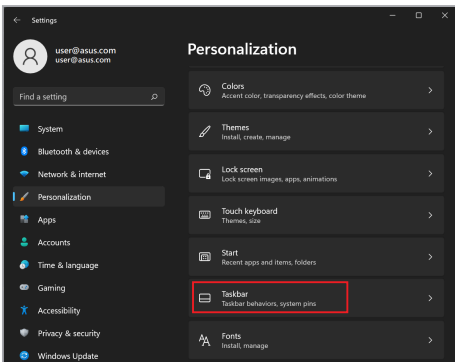 Settings
user@asus.com
user@asus.com
Find a setting
System
Bluetooth & devices
Network & internet
Personalization
Apps
Accounts
Time & language
Gaming
Accessibility
Privacy & security
Windows Update
Personalization
Colors
Accent color, transparency effects, color theme
Themes
Install, create, manage
Lock screen
Lock screen images, apps, animations
Touch keyboard
Themes, size
Start
Recent apps and items, folders
Taskbar
Taskbar behaviors, system pins
Fonts
Install, manage